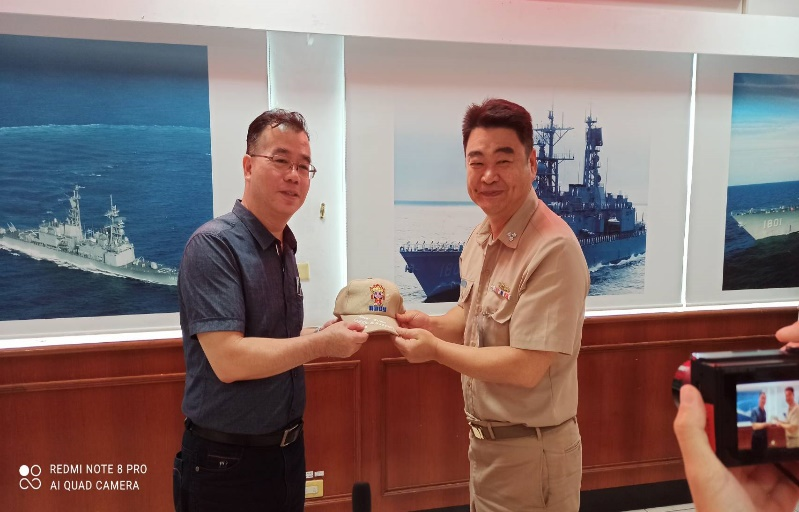 1801
REDMI NOTE 8 PRO
AI QUAD CAMERA